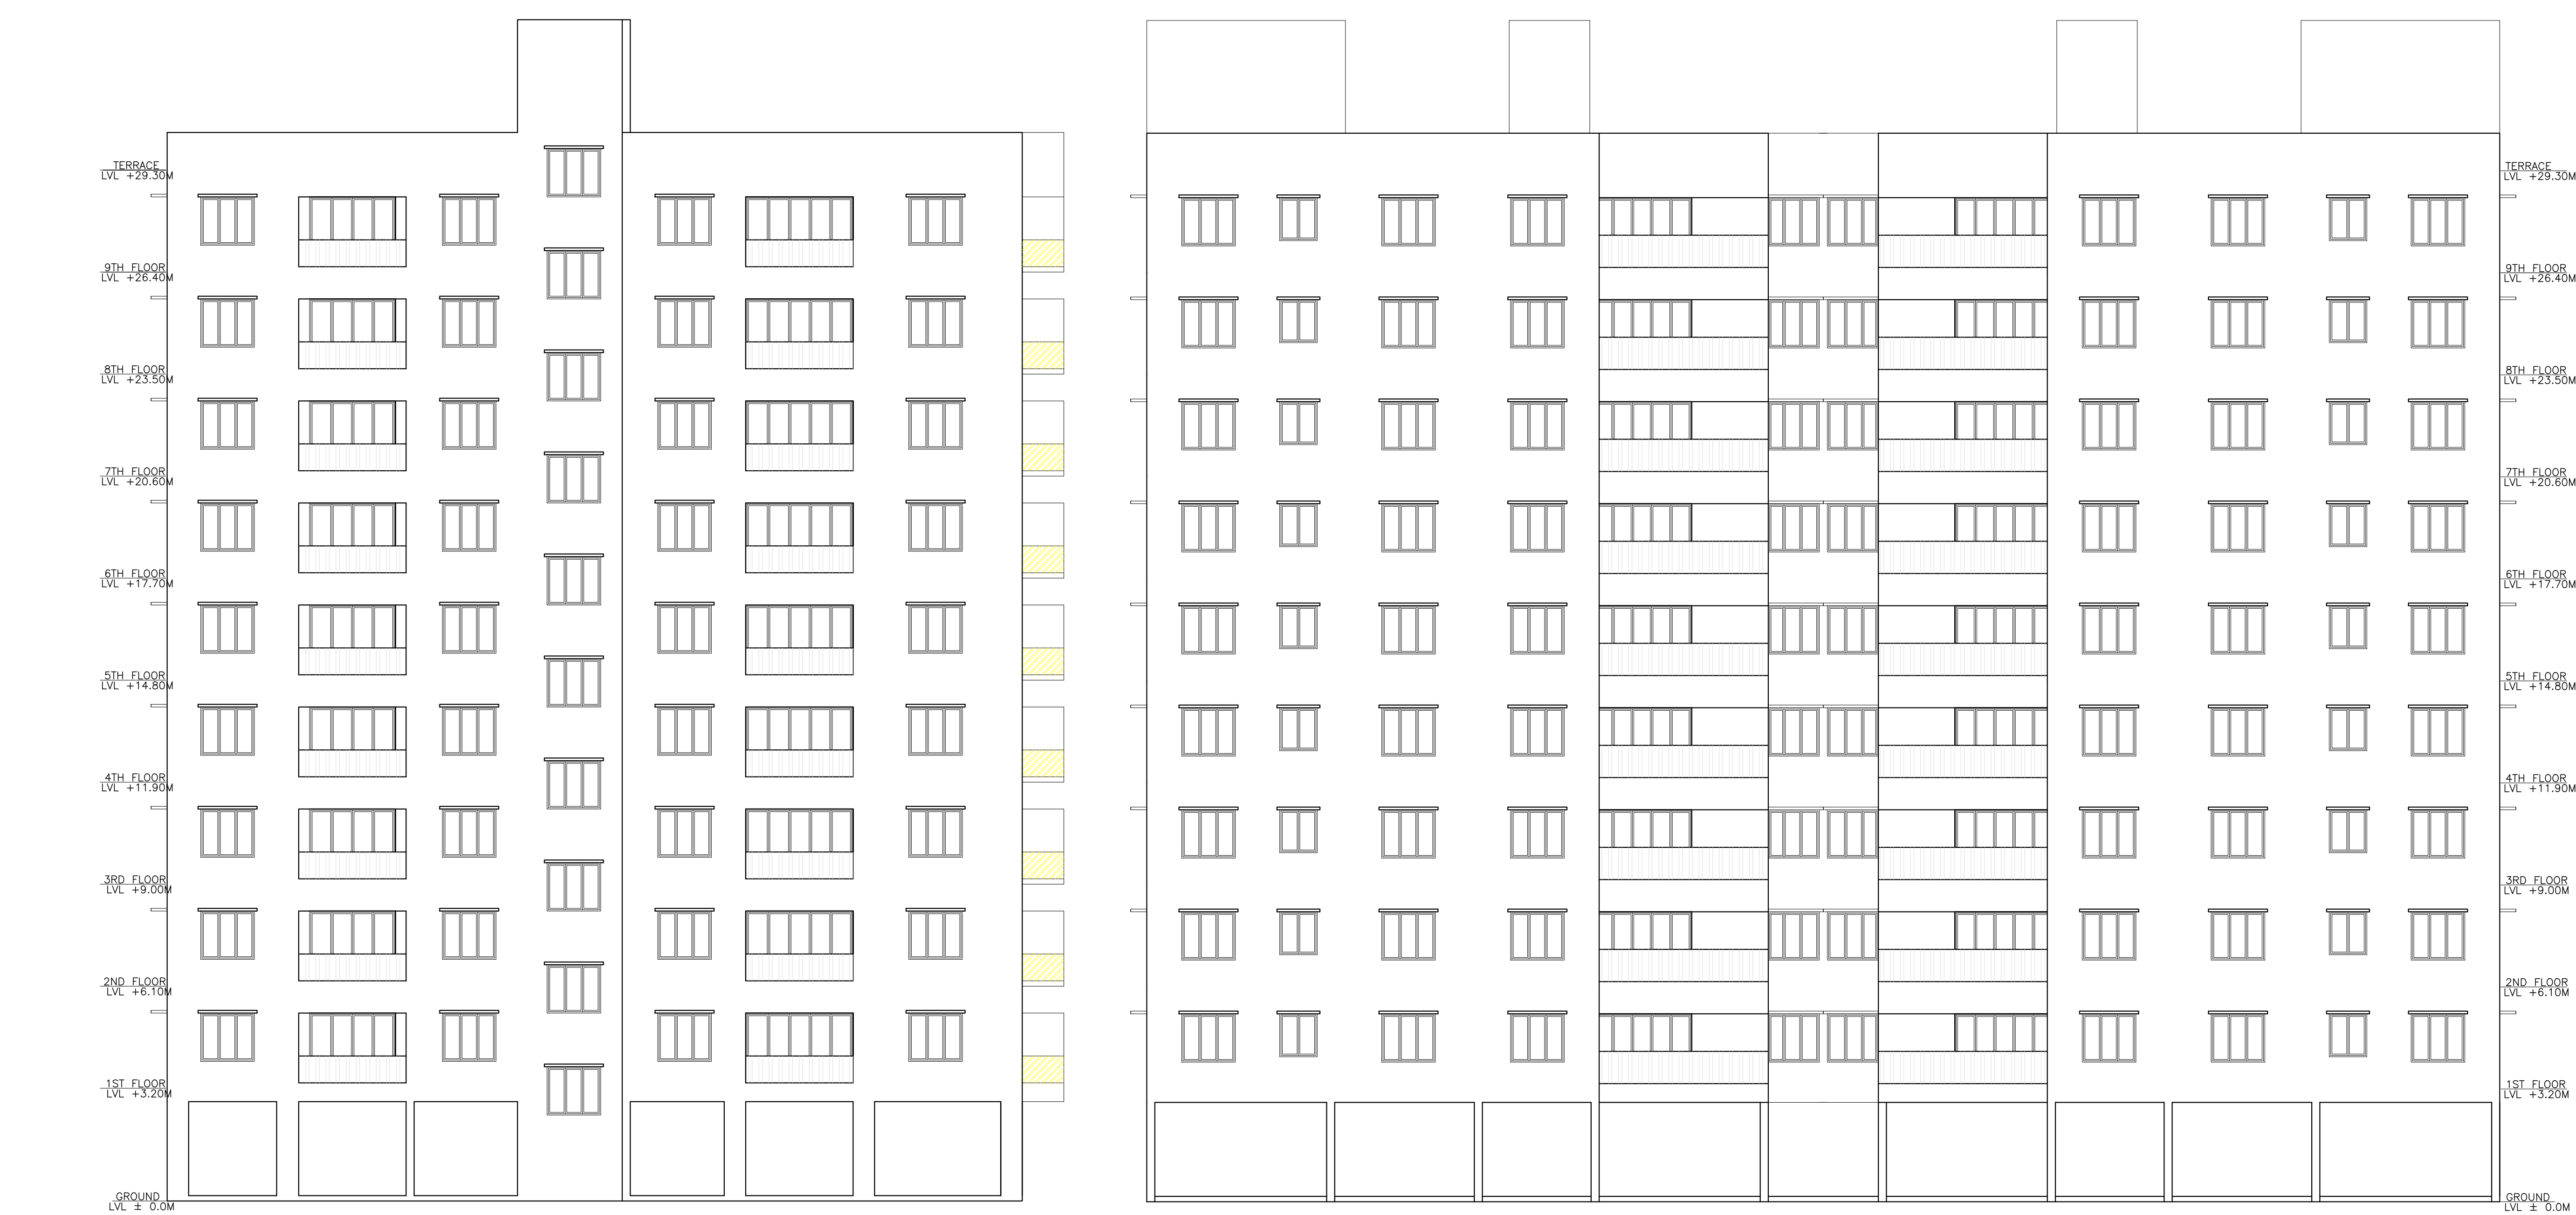 TERRACE
LVL +29.30M
9TH FLOOR
LVL +26.40M
8TH FLOOR
LVL +23.50M
7TH FLOOR
LVL +20.60M
6TH FLOOR
LVL +17.70M
5TH FLOOR
LVL +14.80M
4TH FLOOR
LVL +11.90M
3RD FLOOR
LVL +9.00M
2ND FLOOR
LVL +6.10M
1ST FLOOR
LVL +3.20M
GROUND
LVL ± 0.0M
TERRACE
LVL +29.30M
9TH FLOOR
LVL +26.40M
8TH FLOOR
LVL +23.50M
7TH FLOOR
LVL +20.60M
6TH FLOOR
LVL +17.70M
5TH FLOOR
LVL +14.80M
4TH FLOOR
LVL +11.90M
3RD FLOOR
LVL +9.00M
2ND FLOOR
LVL +6.10M
1ST FLOOR
LVL +3.20M
GROUND
LVL ± 0.0M